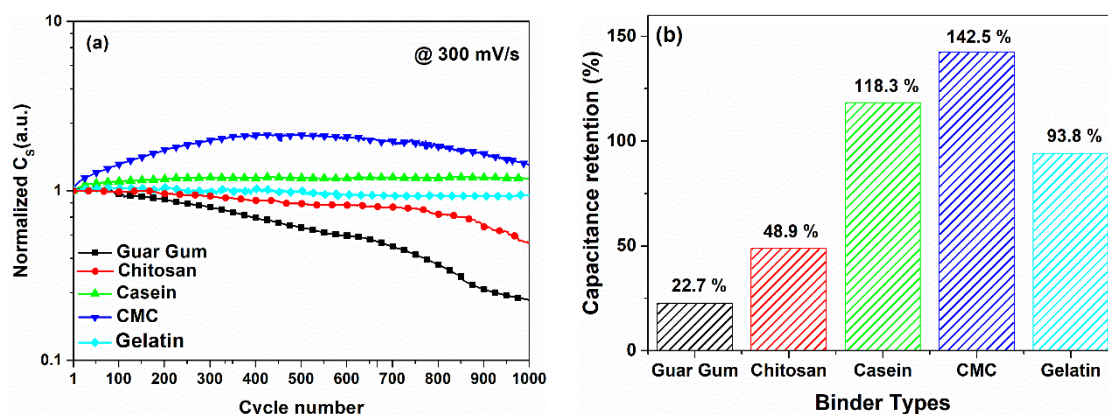 (a)
@ 300 mV/s
Normalized Cₛ(a.u.)
10
1
0.1
Guar Gum
Chitosan
Casein
CMC
Gelatin
1 100 200 300 400 500 600 700 800 900 1000
Cycle number
(b)
Capacitance retention (%)
150
100
50
0
22.7 %
48.9 %
118.3 %
142.5 %
93.8 %
Guar Gum Chitosan Casein CMC Gelatin
Binder Types